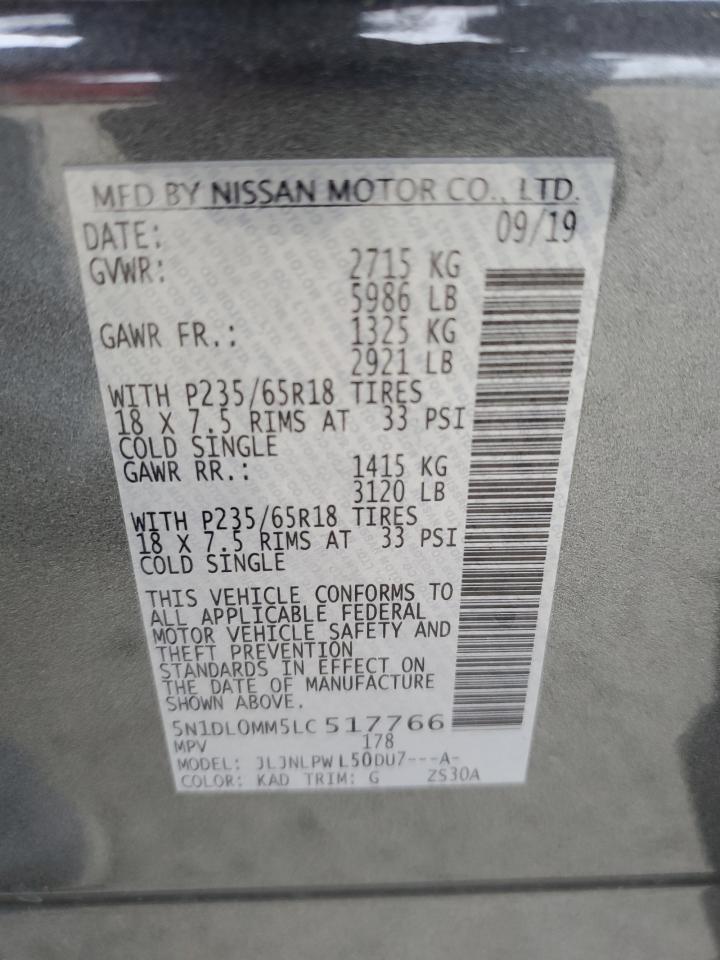 MFD BY NISSAN MOTOR CO., LTD.
DATE: 09/19
GVWR: 2715 KG
5986 LB
GAWR FR.: 1325 KG
2921 LB
WITH P235/65R18 TIRES
18 X 7.5 RIMS AT 33 PSI
COLD SINGLE
GAWR RR.: 1415 KG
3120 LB
WITH P235/65R18 TIRES
18 X 7.5 RIMS AT 33 PSI
COLD SINGLE
THIS VEHICLE CONFORMS TO
ALL APPLICABLE FEDERAL
MOTOR VEHICLE SAFETY AND
THEFT PREVENTION
STANDARDS IN EFFECT ON
THE DATE OF MANUFACTURE
SHOWN ABOVE.
5N1DL0MM5LC517766
MPV 178
MODEL: JLJNLPW L50DU7---A-
COLOR: KAD TRIM: G ZS30A